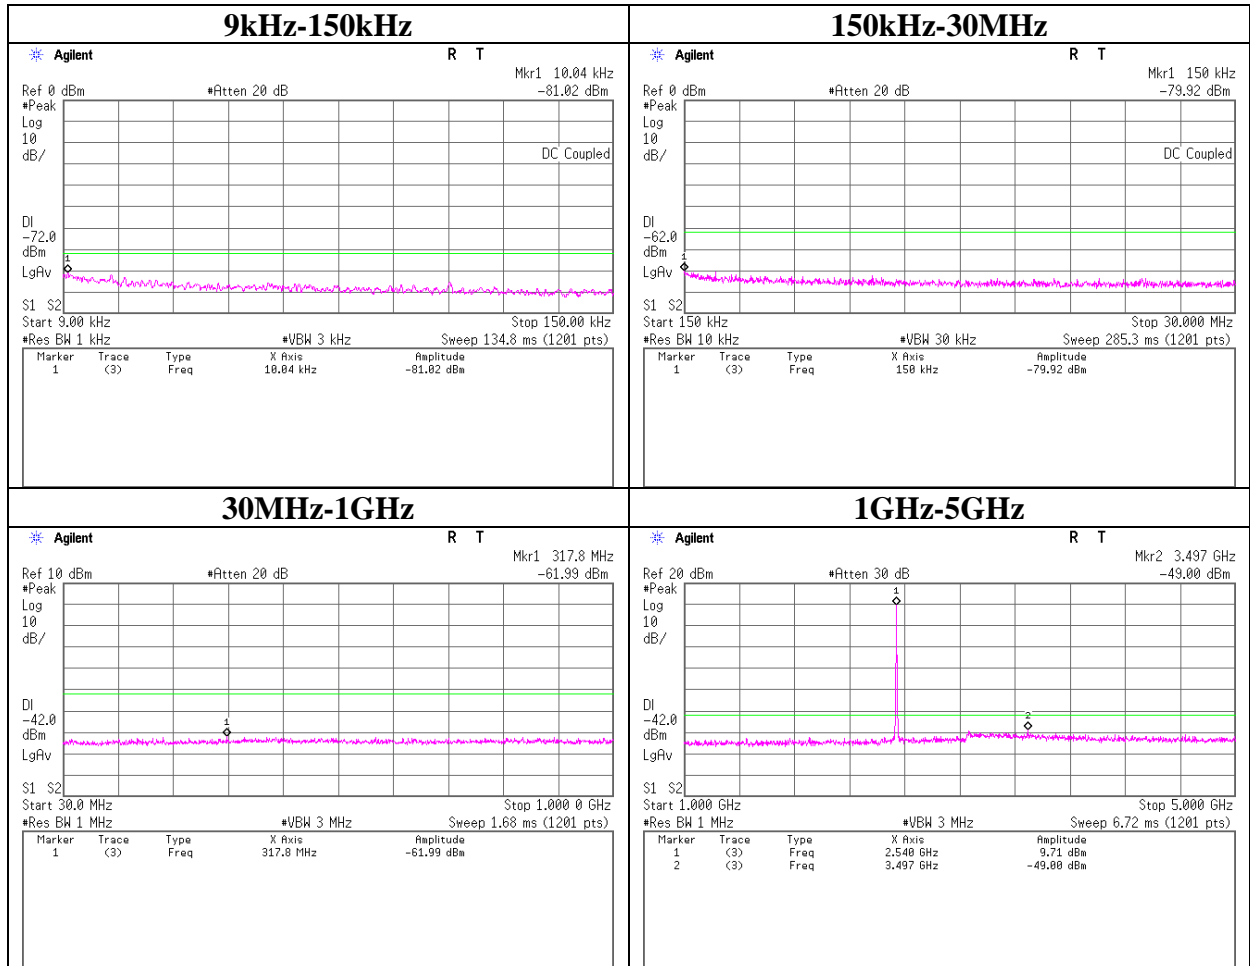 9kHz-150kHz
Agilent R T
Mkr1 10.04 kHz
Ref 0 dBm #Atten 20 dB -81.02 dBm
#Peak
Log
10
dB/
DC Coupled
DI
-72.0
dBm
LgAv
1
S1 S2
Start 9.00 kHz Stop 150.00 kHz
#Res BW 1 kHz #VBW 3 kHz Sweep 134.8 ms (1201 pts)
Marker Trace Type X Axis Amplitude
1 (3) Freq 10.04 kHz -81.02 dBm
150kHz-30MHz
Agilent R T
Mkr1 150 kHz
Ref 0 dBm #Atten 20 dB -79.92 dBm
#Peak
Log
10
dB/
DC Coupled
DI
-62.0
dBm
LgAv
1
S1 S2
Start 150 kHz Stop 30.000 MHz
#Res BW 10 kHz #VBW 30 kHz Sweep 285.3 ms (1201 pts)
Marker Trace Type X Axis Amplitude
1 (3) Freq 150 kHz -79.92 dBm
30MHz-1GHz
Agilent R T
Mkr1 317.8 MHz
Ref 10 dBm #Atten 20 dB -61.99 dBm
#Peak
Log
10
dB/
DI
-42.0
dBm
LgAv
1
S1 S2
Start 30.0 MHz Stop 1.000 0 GHz
#Res BW 1 MHz #VBW 3 MHz Sweep 1.68 ms (1201 pts)
Marker Trace Type X Axis Amplitude
1 (3) Freq 317.8 MHz -61.99 dBm
1GHz-5GHz
Agilent R T
Mkr2 3.497 GHz
Ref 20 dBm #Atten 30 dB -49.00 dBm
#Peak
1
Log
10
dB/
DI
-42.0
dBm
2
LgAv
S1 S2
Start 1.000 GHz Stop 5.000 GHz
#Res BW 1 MHz #VBW 3 MHz Sweep 6.72 ms (1201 pts)
Marker Trace Type X Axis Amplitude
1 (3) Freq 2.540 GHz 9.71 dBm
2 (3) Freq 3.497 GHz -49.00 dBm